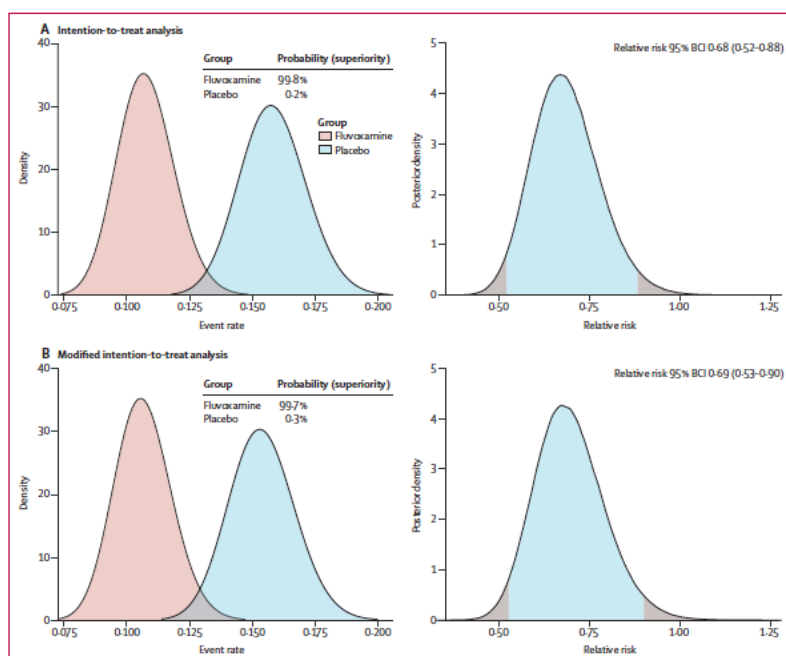 A Intention-to-treat analysis
40
30
20
10
0
Density
Group Probability (superiority)
Fluvoxamine 99·8%
Placebo 0·2%
Group
Fluvoxamine
Placebo
0·075 0·100 0·125 0·150 0·175 0·200
Event rate
Relative risk 95% BCI 0·68 (0·52–0·88)
5
4
3
2
1
0
Posterior density
0·50 0·75 1·00 1·25
Relative risk
B Modified intention-to-treat analysis
40
30
20
10
0
Density
Group Probability (superiority)
Fluvoxamine 99·7%
Placebo 0·3%
0·075 0·100 0·125 0·150 0·175 0·200
Event rate
Relative risk 95% BCI 0·69 (0·53–0·90)
5
4
3
2
1
0
Posterior density
0·50 0·75 1·00 1·25
Relative risk